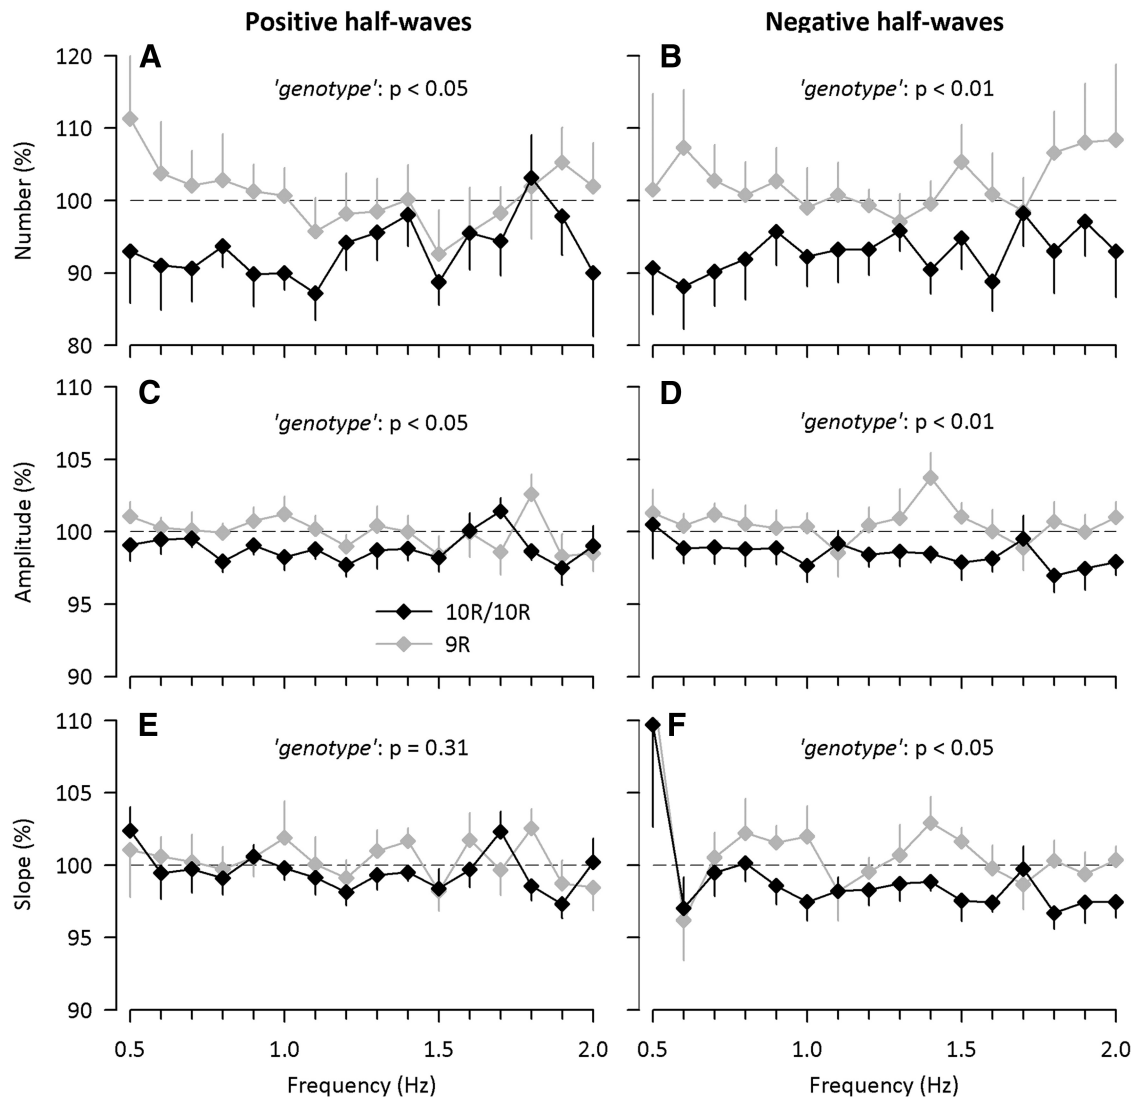 Positive half-waves
Negative half-waves
A
'genotype': p < 0.05
Number (%)
120
110
100
90
80
B
'genotype': p < 0.01
C
'genotype': p < 0.05
Amplitude (%)
110
105
100
95
90
10R/10R
9R
D
'genotype': p < 0.01
E
'genotype': p = 0.31
Slope (%)
110
105
100
95
90
F
'genotype': p < 0.05
0.5 1.0 1.5 2.0
0.5 1.0 1.5 2.0
Frequency (Hz)
Frequency (Hz)